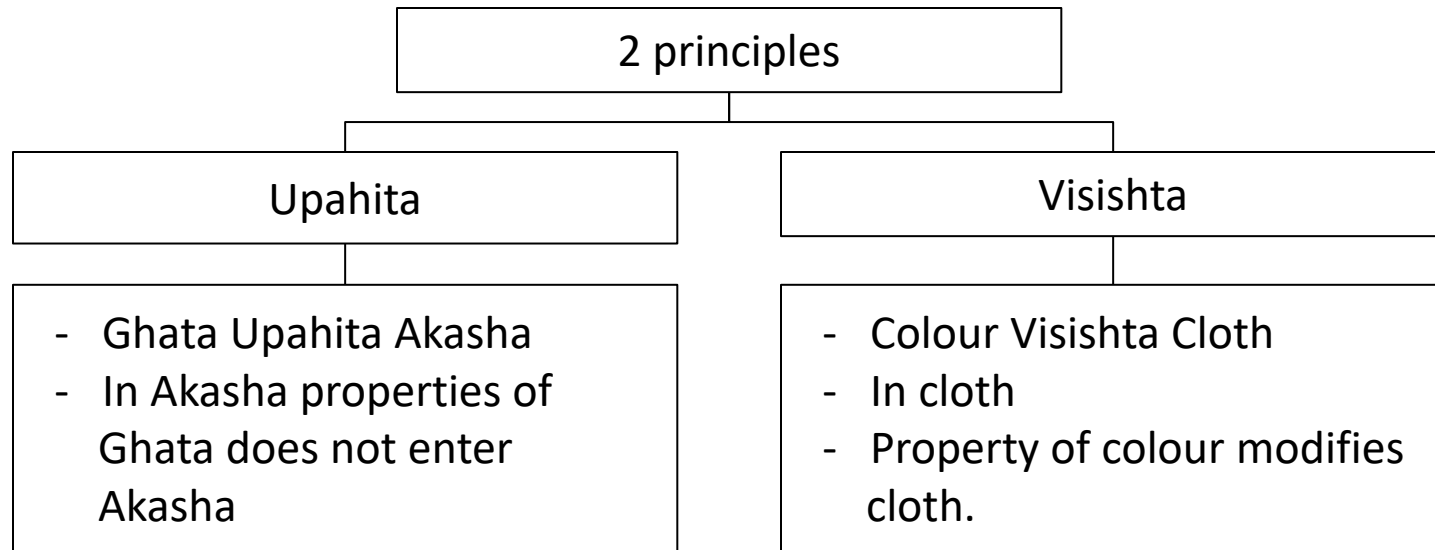 2 principles
Upahita
Visishta
- Ghata Upahita Akasha
- In Akasha properties of
Ghata does not enter
Akasha
- Colour Visishta Cloth
- In cloth
- Property of colour modifies
cloth.